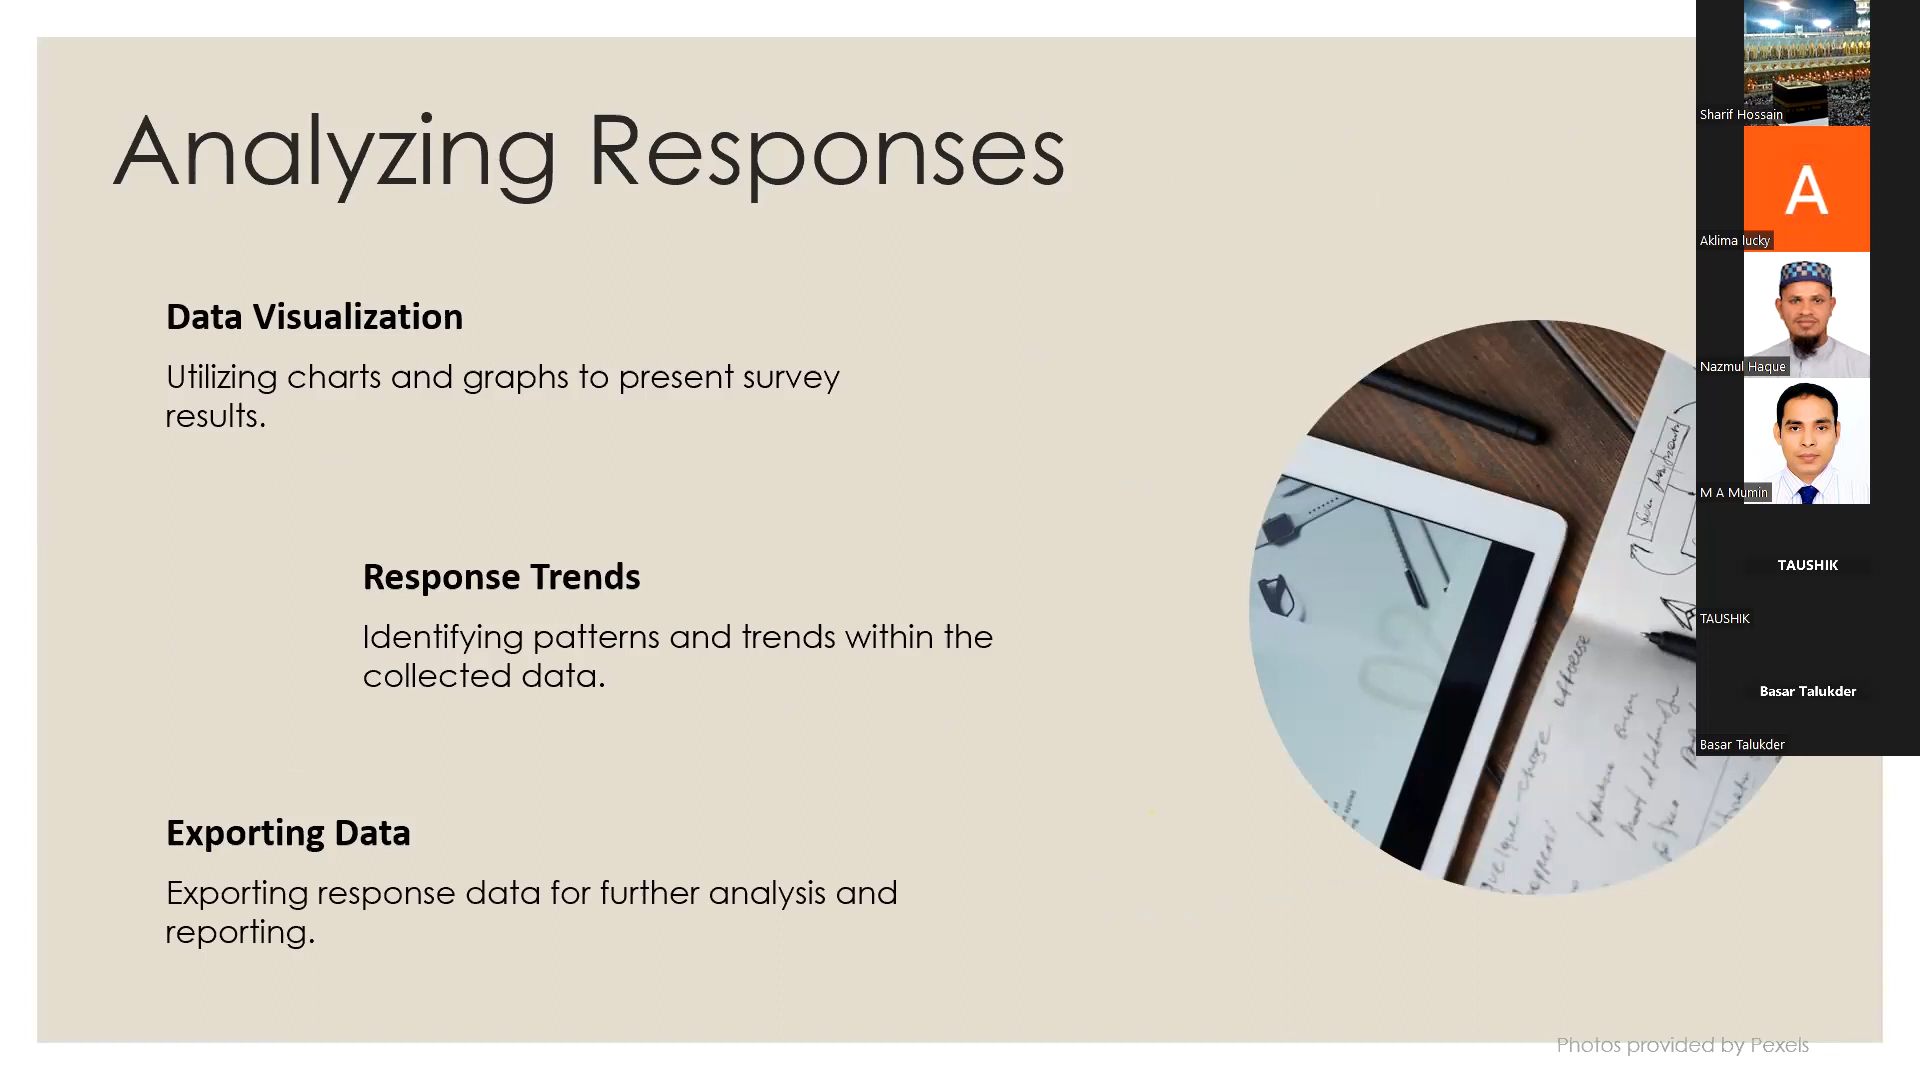 Analyzing Responses
Data Visualization
Utilizing charts and graphs to present survey
results.
Response Trends
Identifying patterns and trends within the
collected data.
Exporting Data
Exporting response data for further analysis and
reporting.
Photos provided by Pexels
Sharif Hossain
A
Aklima lucky
Nazmul Haque
M A Mumin
TAUSHIK
TAUSHIK
Basar Talukder
Basar Talukder
02